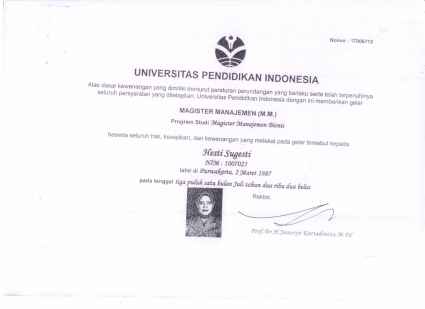 Nomor : 17006712
UNIVERSITAS PENDIDIKAN INDONESIA
Atas dasar kewenangan yang dimiliki menurut peraturan perundangan yang berlaku serta telah terpenuhinya
seluruh persyaratan yang ditetapkan, Universitas Pendidikan Indonesia dengan ini memberikan gelar
MAGISTER MANAJEMEN (M.M.)
Program Studi Magister Manajemen Bisnis
beserta seluruh hak, kewajiban, dan kewenangan yang melekat pada gelar tersebut kepada
Hesti Sugesti
NIM : 1007025
lahir di Purwakarta, 2 Maret 1987
pada tanggal tiga puluh satu bulan Juli tahun dua ribu dua belas
Rektor,
Prof. Dr. H. Sunaryo Kartadinata, M. Pd